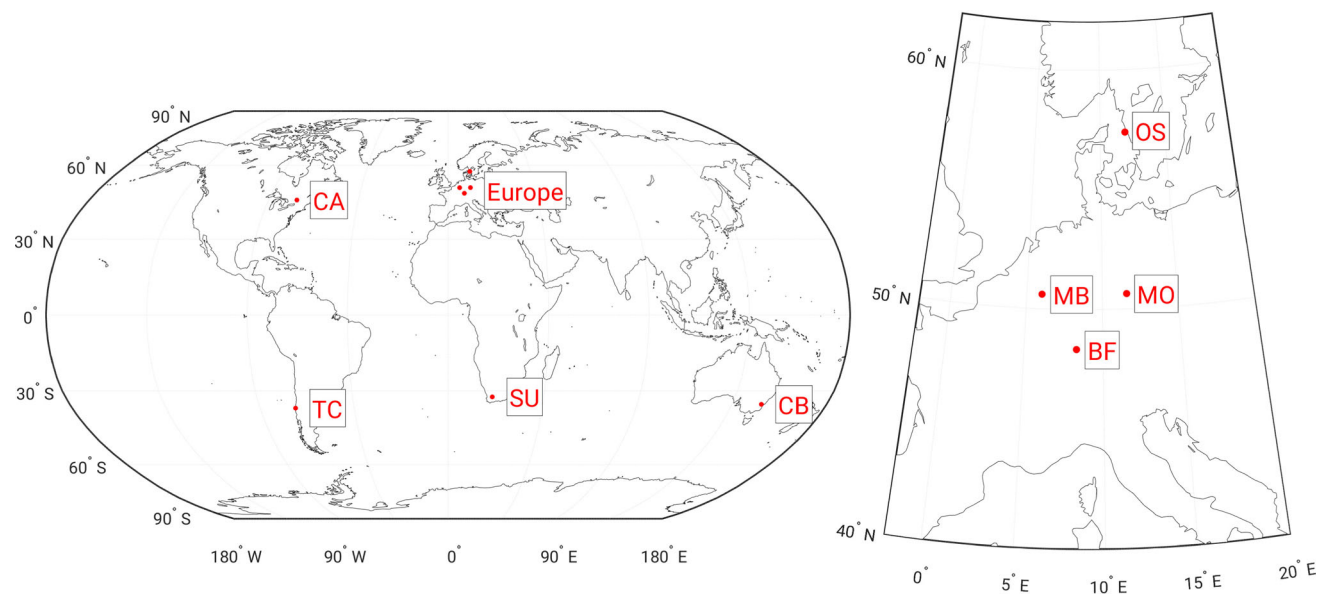 90° N
60° N
30° N
0°
30° S
60° S
90° S
180° W
90° W
0°
90° E
180° E
CA
Europe
TC
SU
CB
60° N
50° N
40° N
0°
5° E
10° E
15° E
20° E
OS
MB
MO
BF